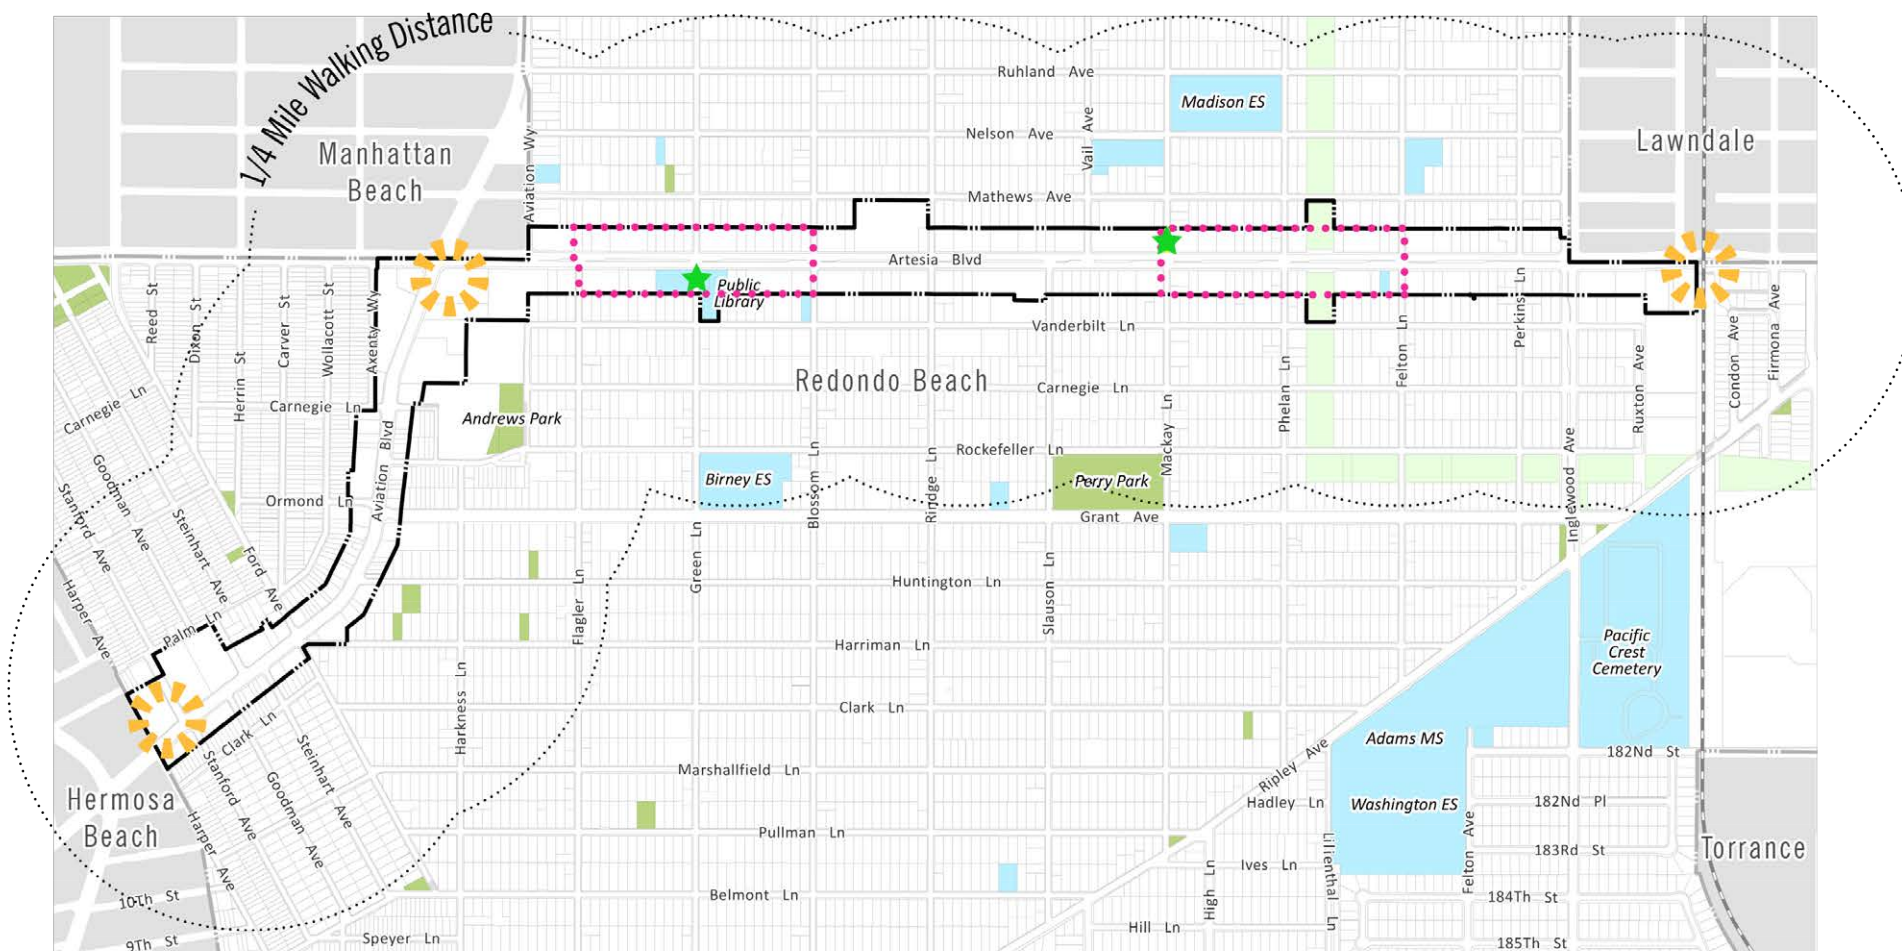 1/4 Mile Walking Distance
Ruhland Ave
Madison ES
Nelson Ave
Vail Ave
Lawndale
Manhattan
Beach
Aviation Wy
Mathews Ave
Artesia Blvd
Public
Library
Reed St
Dixon St
Herrin St
Carver St
Wollacott St
Axenty Wy
Vanderbilt Ln
Perkins Ln
Felton Ln
Phelan Ln
Mackay Ln
Ruxton Ave
Condon Ave
Firmona Ave
Redondo Beach
Carnegie Ln
Carnegie Ln
Carnegie Ln
Andrews Park
Aviation Blvd
Rockefeller Ln
Blossom Ln
Rindge Ln
Birney ES
Perry Park
Inglewood Ave
Ormond Ln
Goodman Ave
Stanford Ave
Steinhart Ave
Ford Ave
Harper Ave
Palm Ln
Grant Ave
Green Ln
Flagler Ln
Huntington Ln
Slauson Ln
Harriman Ln
Pacific
Crest
Cemetery
Harkness Ln
Clark Ln
Clark Ln
Stanford Ave
Goodman Ave
Steinhart Ave
Harper Ave
Adams MS
182Nd St
Ripley Ave
Marshallfield Ln
Hermosa
Beach
Hadley Ln
Washington ES
182Nd Pl
Pullman Ln
Lilienthal Ln
Felton Ave
183Rd St
Torrance
Ives Ln
High Ln
Belmont Ln
184Th St
10Th St
Hill Ln
Speyer Ln
9Th St
185Th St